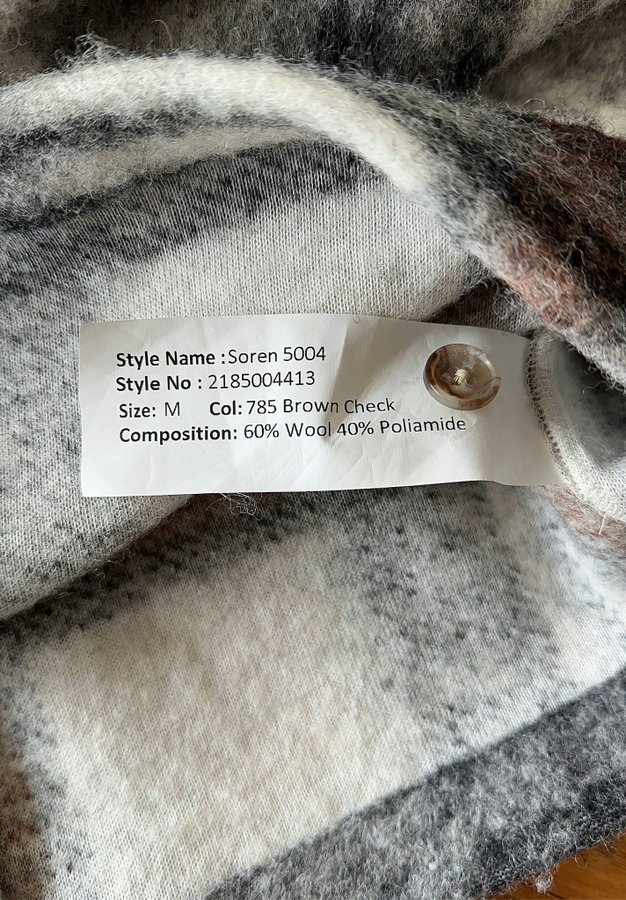 Style Name :Soren 5004
Style No : 2185004413
Size: M Col: 785 Brown Check
Composition: 60% Wool 40% Poliamide